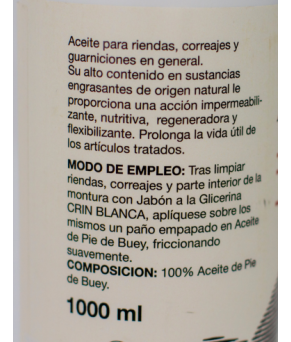 Aceite para riendas, correajes y
guarniciones en general.
Su alto contenido en sustancias
engrasantes de origen natural le
proporciona una acción impermeabili-
zante, nutritiva, regeneradora y
flexibilizante. Prolonga la vida útil de
los artículos tratados.
MODO DE EMPLEO: Tras limpiar
riendas, correajes y parte interior de la
montura con Jabón a la Glicerina
CRIN BLANCA, aplíquese sobre los
mismos un paño empapado en Aceite
de Pie de Buey, friccionando
suavemente.
COMPOSICION: 100% Aceite de Pie
de Buey.
1000 ml